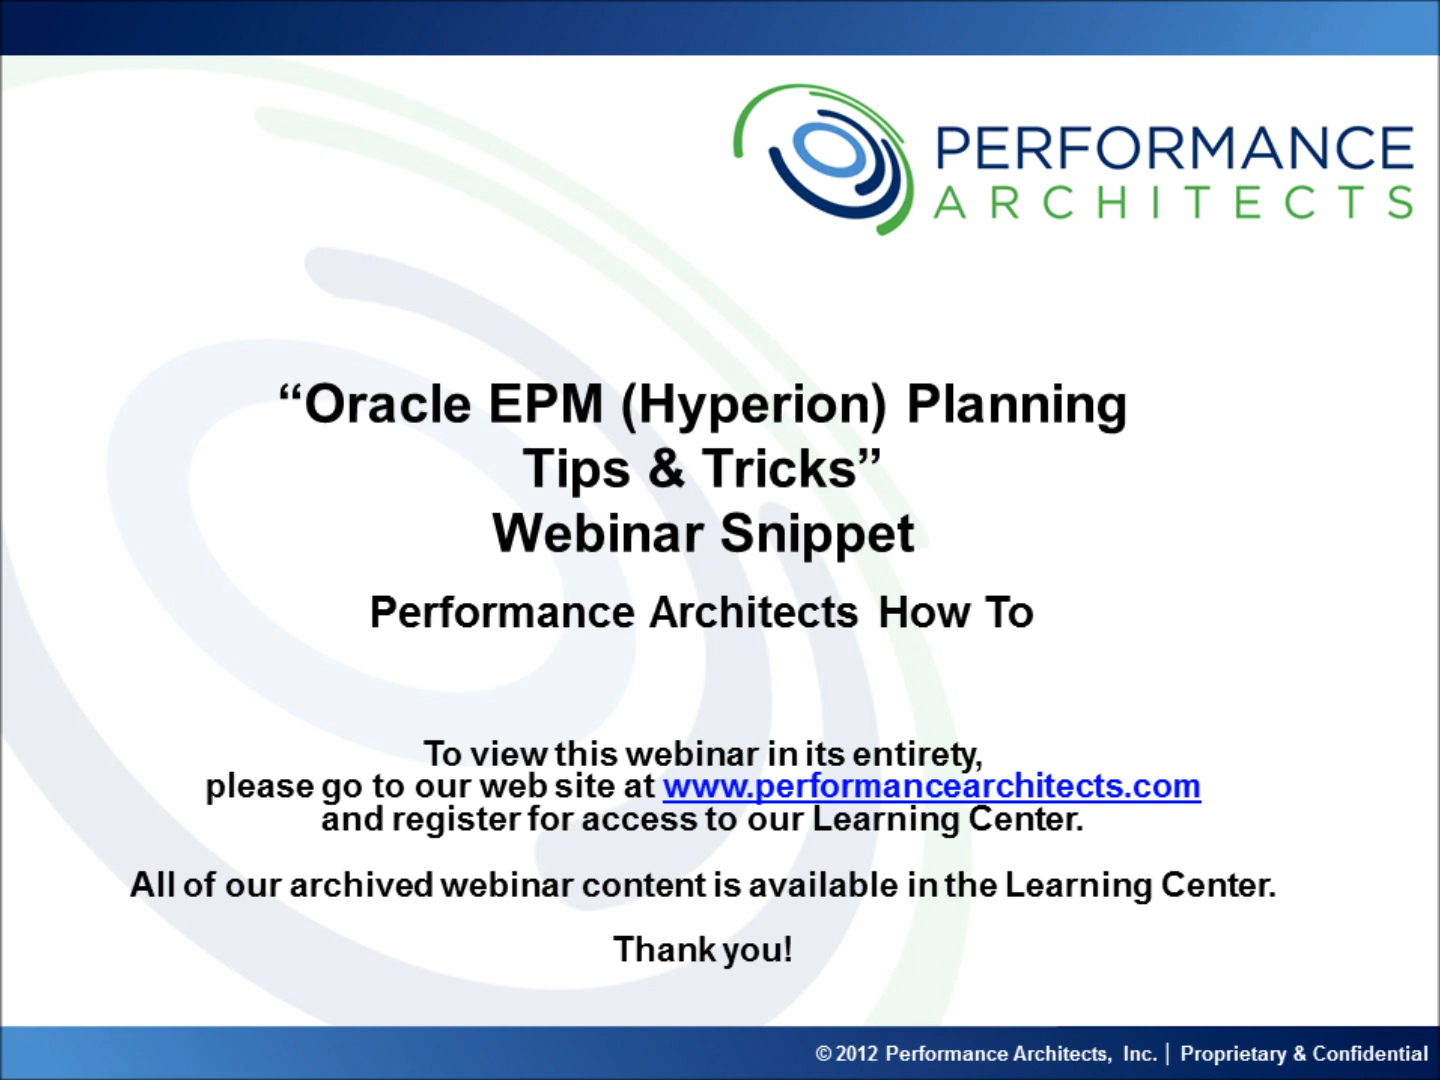 PERFORMANCE
ARCHITECTS
“Oracle EPM (Hyperion) Planning
Tips & Tricks”
Webinar Snippet
Performance Architects How To
To view this webinar in its entirety,
please go to our web site at www.performancearchitects.com
and register for access to our Learning Center.
All of our archived webinar content is available in the Learning Center.
Thank you!
© 2012 Performance Architects, Inc. | Proprietary & Confidential